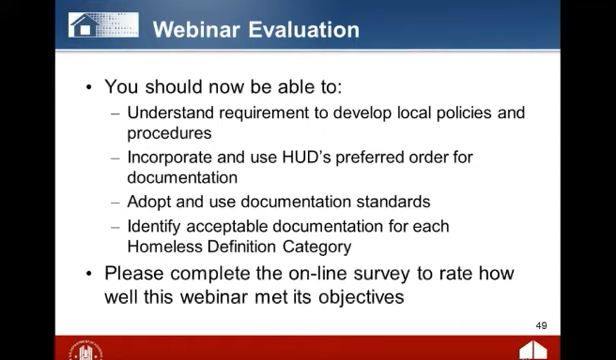 Webinar Evaluation
• You should now be able to:
– Understand requirement to develop local policies and
procedures
– Incorporate and use HUD's preferred order for
documentation
– Adopt and use documentation standards
– Identify acceptable documentation for each
Homeless Definition Category
• Please complete the on-line survey to rate how
well this webinar met its objectives
49